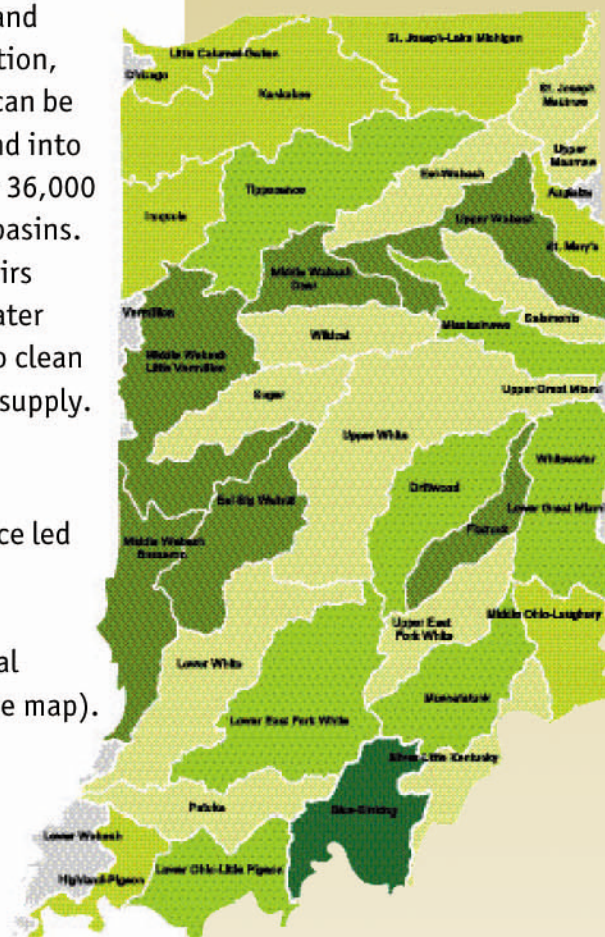 and
tion,
can be
nd into
36,000
basins.
irs
ater
o clean
supply.
ce led
al
e map).
St. Joseph-Lake Michigan
Little Calumet-Galien
Chicago
Kankakee
St. Joseph
Maumee
Upper
Maumee
Eel-Wabash
Auglaize
Tippecanoe
Iroquois
Upper Wabash
St. Mary's
Middle Wabash
Deer
Vermilion
Salamonie
Mississinewa
Wildcat
Middle Wabash
Little Vermilion
Sugar
Upper Great Miami
Upper White
Whitewater
Driftwood
Eel-Big Walnut
Lower Great Miami
Flatrock
Middle Wabash
Busseron
Middle Ohio-Laughery
Upper East
Fork White
Lower White
Muscatatuck
Lower East Fork White
Silver-Little Kentucky
Patoka
Blue-Sinking
Lower Wabash
Lower Ohio-Little Pigeon
Highland-Pigeon